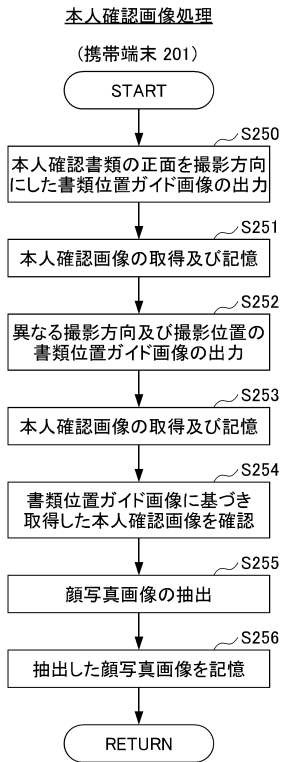 本人確認画像処理
(携帯端末 201)
START
S250
本人確認書類の正面を撮影方向
にした書類位置ガイド画像の出力
S251
本人確認画像の取得及び記憶
S252
異なる撮影方向及び撮影位置の
書類位置ガイド画像の出力
S253
本人確認画像の取得及び記憶
S254
書類位置ガイド画像に基づき
取得した本人確認画像を確認
S255
顔写真画像の抽出
S256
抽出した顔写真画像を記憶
RETURN